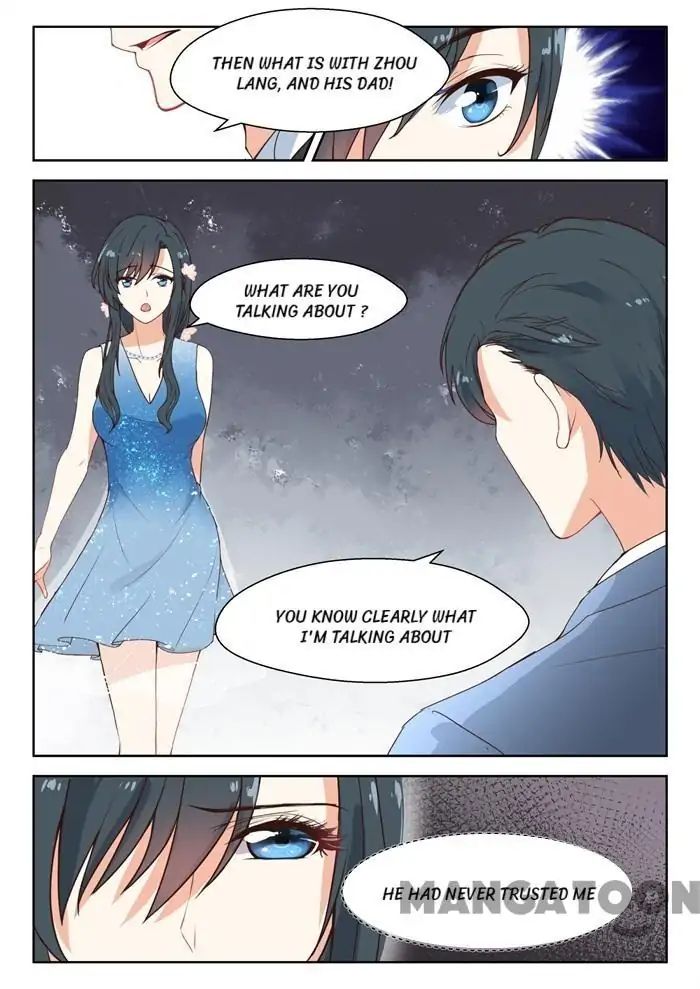 THEN WHAT IS WITH ZHOU
LANG, AND HIS DAD!
WHAT ARE YOU
TALKING ABOUT ?
YOU KNOW CLEARLY WHAT
I'M TALKING ABOUT
HE HAD NEVER TRUSTED ME
MANGATOON